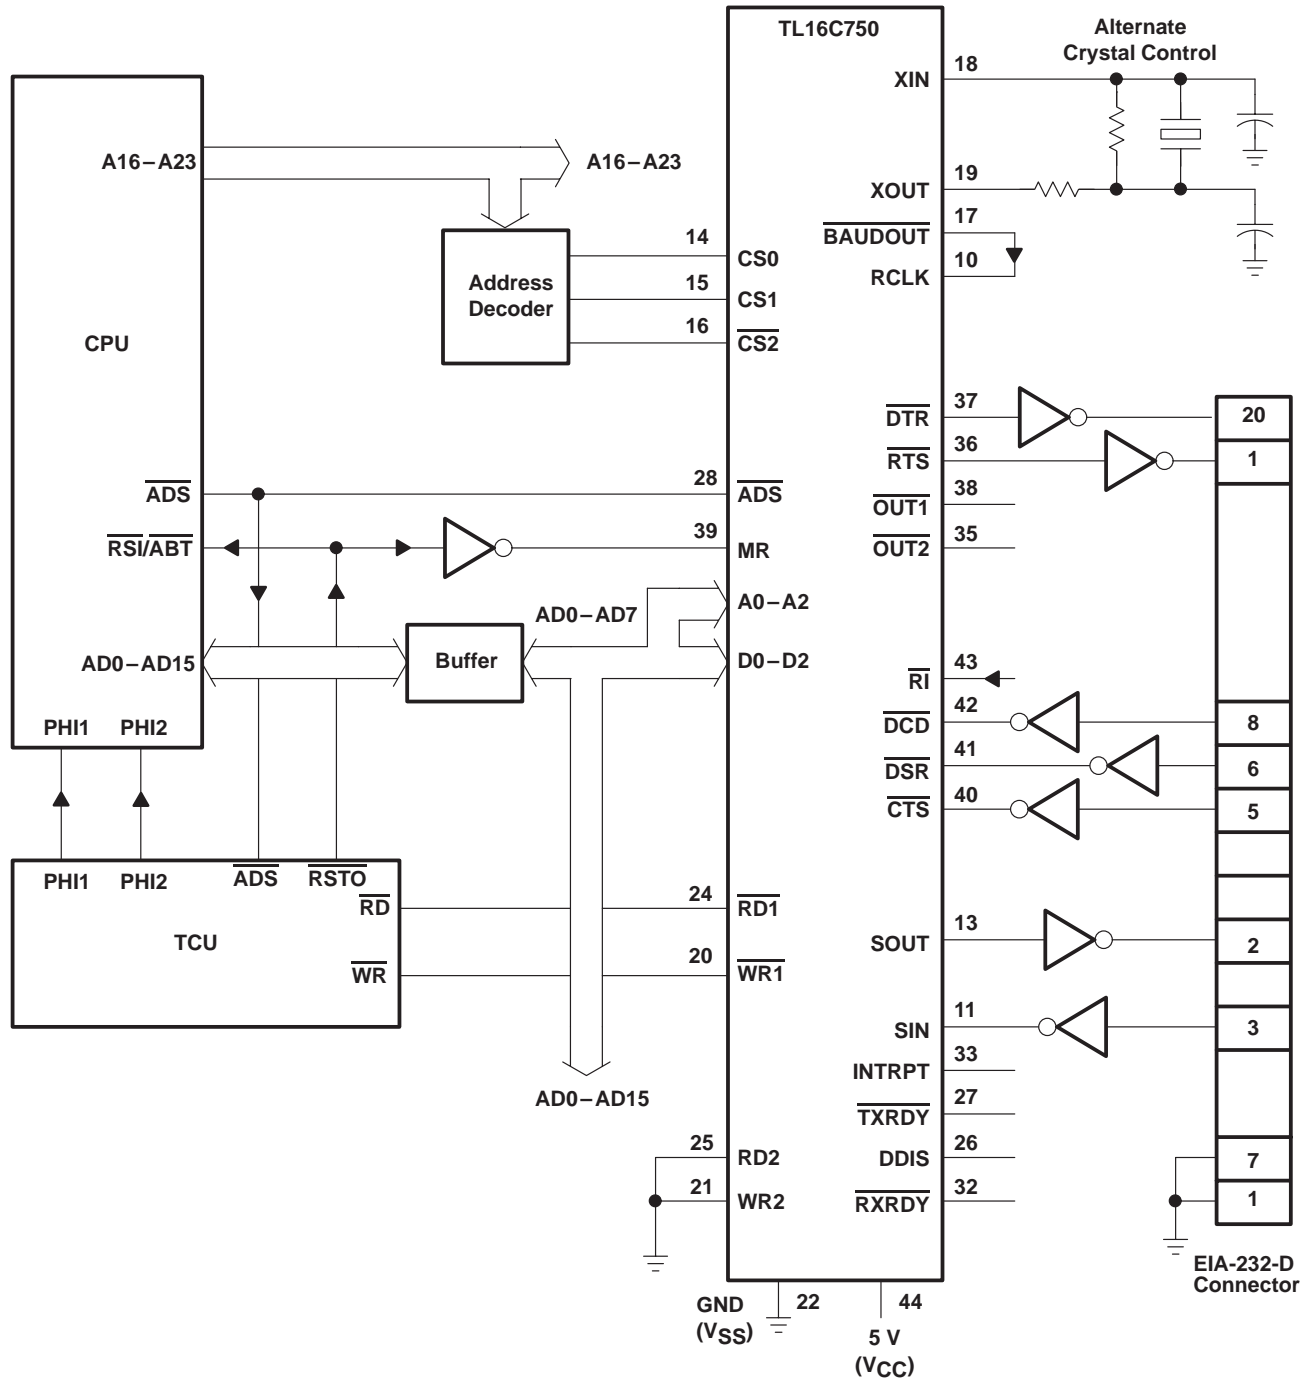 TL16C750
Alternate
Crystal Control
XIN
18
A16–A23
A16–A23
XOUT
19
BAUDOUT
17
RCLK
10
14
CS0
Address
Decoder
15
CS1
16
CS2
CPU
DTR
37
20
RTS
36
1
ADS
28
ADS
OUT1
38
RSI/ABT
39
MR
OUT2
35
AD0–AD7
A0–A2
AD0–AD15
Buffer
D0–D2
RI
43
PHI1
PHI2
DCD
42
8
DSR
41
6
CTS
40
5
PHI1
PHI2
ADS
RSTO
RD
24
RD1
TCU
SOUT
13
2
WR
20
WR1
SIN
11
3
INTRPT
33
AD0–AD15
TXRDY
27
25
RD2
DDIS
26
7
21
WR2
RXRDY
32
1
EIA-232-D
Connector
GND
(VSS)
22
44
5 V
(VCC)